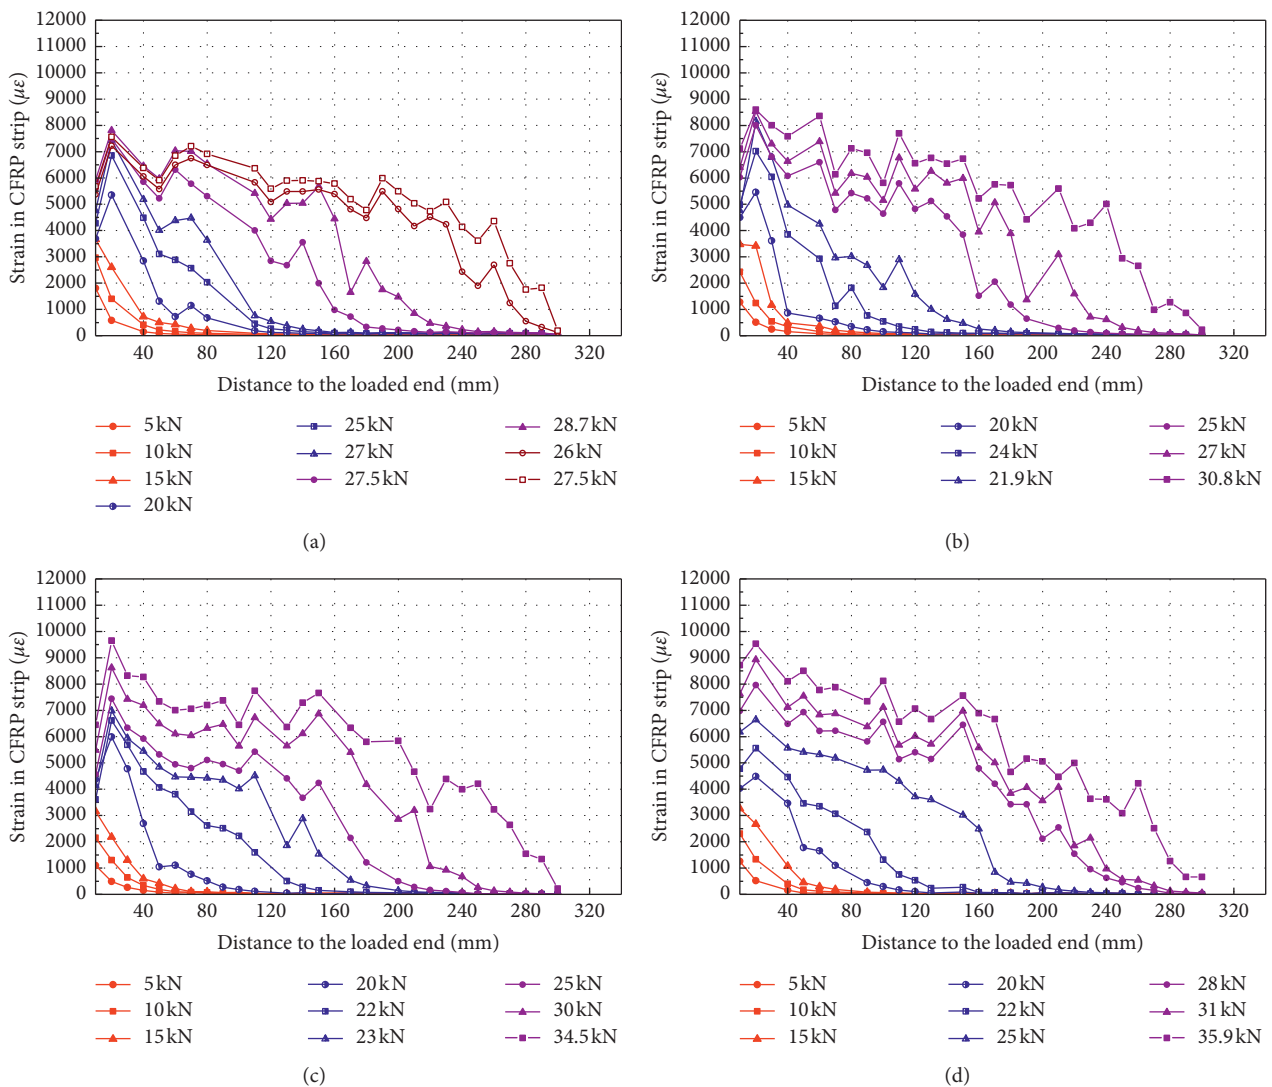 12000
11000
10000
9000
8000
7000
6000
5000
4000
3000
2000
1000
0
Strain in CFRP strip (με)
40 80 120 160 200 240 280 320
Distance to the loaded end (mm)
5 kN 25 kN 28.7 kN
10 kN 27 kN 26 kN
15 kN 27.5 kN 27.5 kN
20 kN
(a)
12000
11000
10000
9000
8000
7000
6000
5000
4000
3000
2000
1000
0
Strain in CFRP strip (με)
40 80 120 160 200 240 280 320
Distance to the loaded end (mm)
5 kN 20 kN 25 kN
10 kN 24 kN 27 kN
15 kN 21.9 kN 30.8 kN
(b)
12000
11000
10000
9000
8000
7000
6000
5000
4000
3000
2000
1000
0
Strain in CFRP strip (με)
40 80 120 160 200 240 280 320
Distance to the loaded end (mm)
5 kN 20 kN 25 kN
10 kN 22 kN 30 kN
15 kN 23 kN 34.5 kN
(c)
12000
11000
10000
9000
8000
7000
6000
5000
4000
3000
2000
1000
0
Strain in CFRP strip (με)
40 80 120 160 200 240 280 320
Distance to the loaded end (mm)
5 kN 20 kN 28 kN
10 kN 22 kN 31 kN
15 kN 25 kN 35.9 kN
(d)